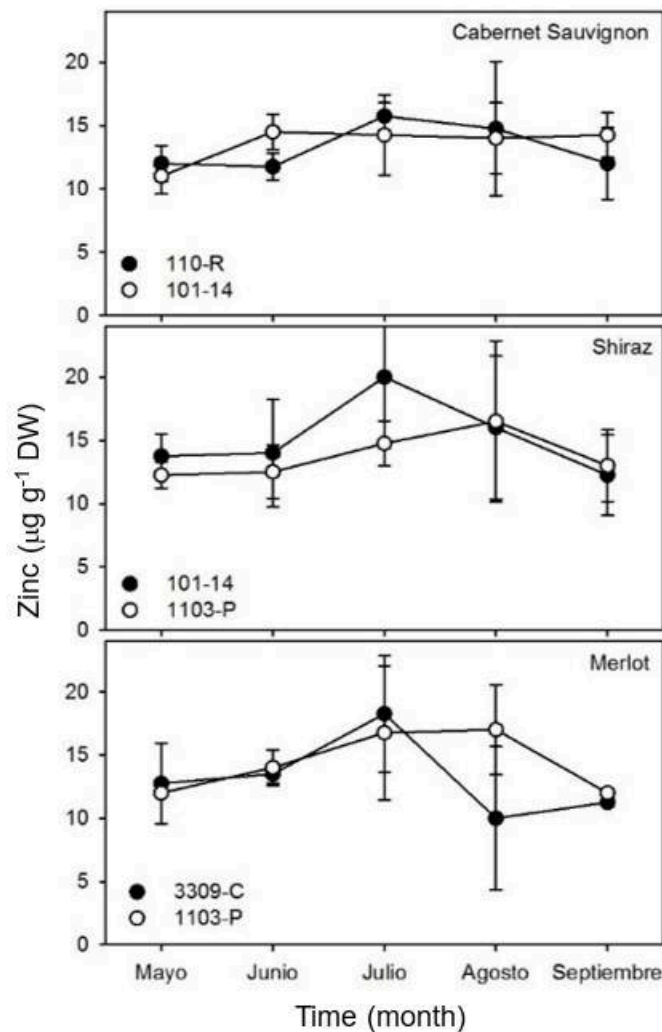 Cabernet Sauvignon
20
15
10
5
0
110-R
101-14
Shiraz
20
15
10
5
0
101-14
1103-P
Merlot
20
15
10
5
0
3309-C
1103-P
Zinc (µg g⁻¹ DW)
Mayo Junio Julio Agosto Septiembre
Time (month)